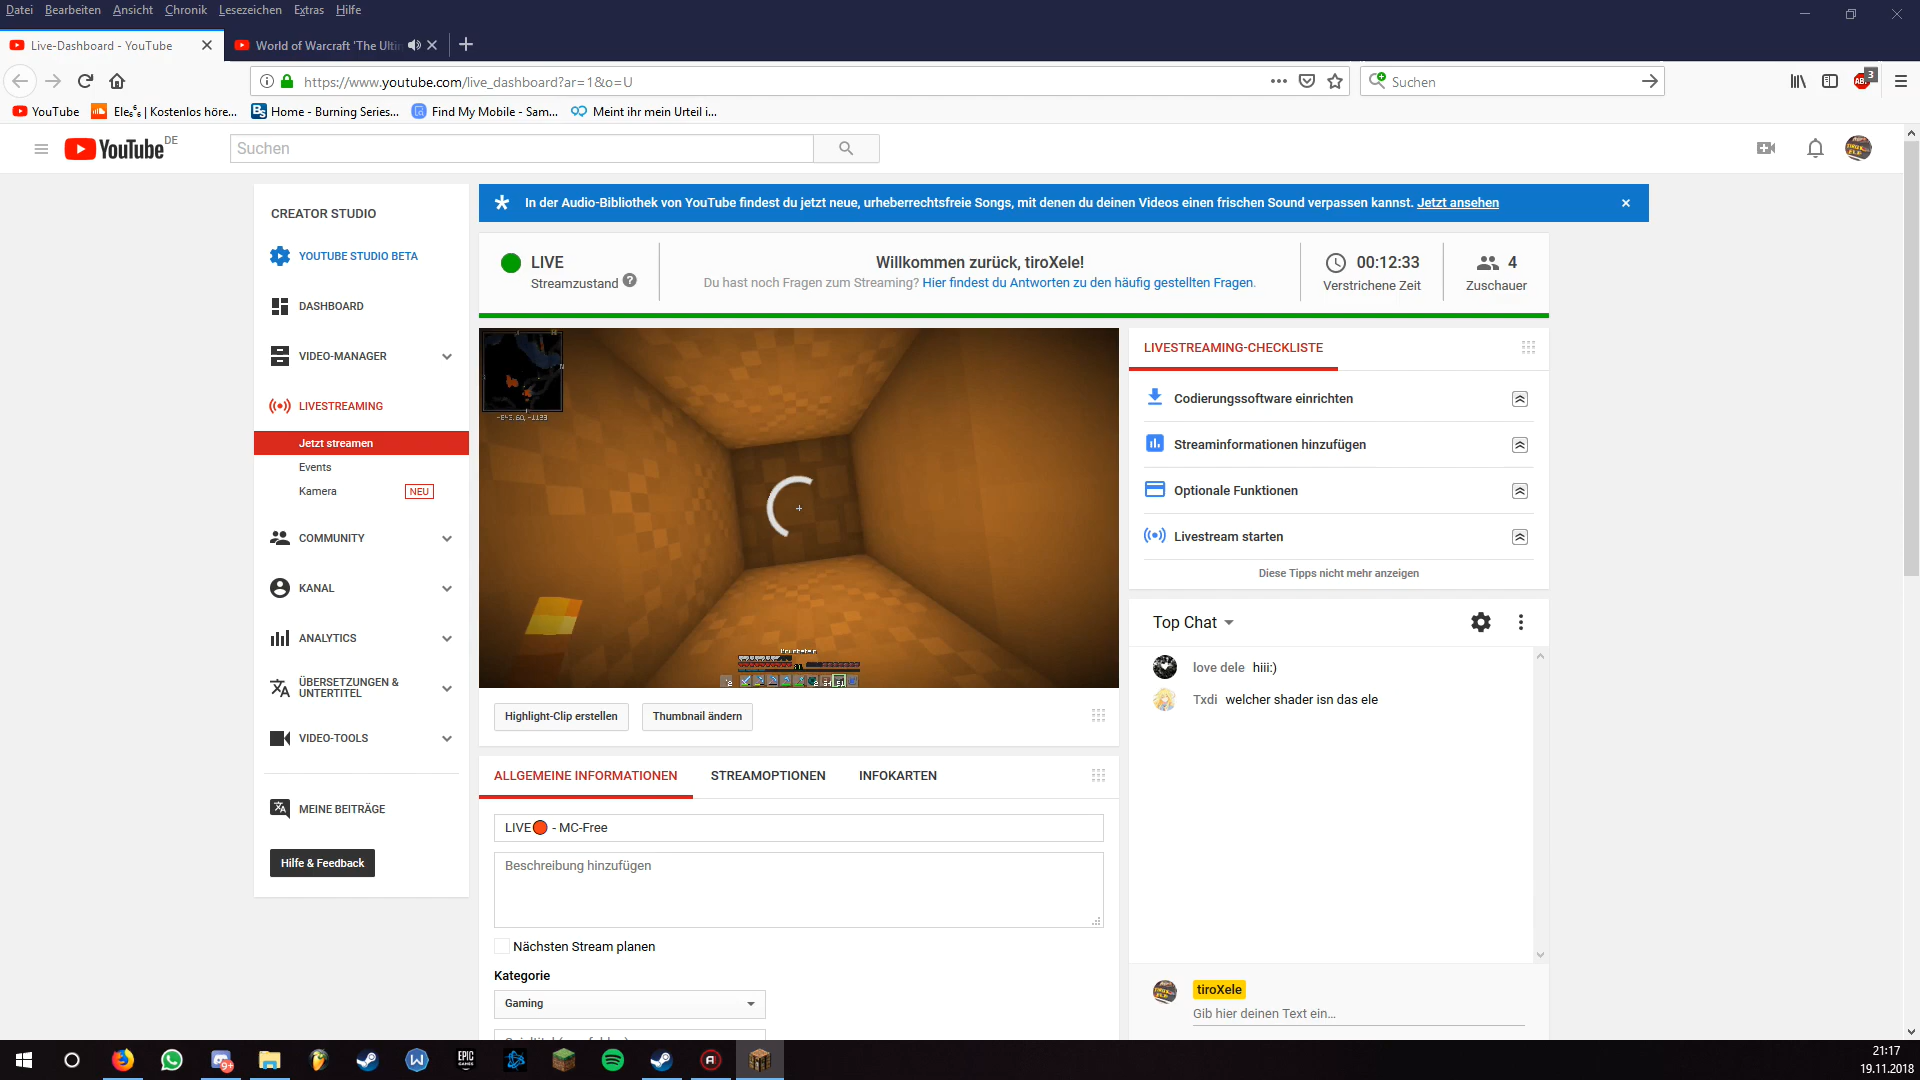 Datei Bearbeiten Ansicht Chronik Lesezeichen Extras Hilfe
Live-Dashboard - YouTube
World of Warcraft 'The Ultin
https://www.youtube.com/live_dashboard?ar=1&o=U
Suchen
3
YouTube
| Kostenlos höre...
Home - Burning Series...
Find My Mobile - Sam...
Meint ihr mein Urteil i...
YouTube DE
Suchen
CREATOR STUDIO
YOUTUBE STUDIO BETA
DASHBOARD
VIDEO-MANAGER
LIVESTREAMING
Jetzt streamen
Events
Kamera NEU
COMMUNITY
KANAL
ANALYTICS
ÜBERSETZUNGEN &
UNTERTITEL
VIDEO-TOOLS
MEINE BEITRÄGE
Hilfe & Feedback
In der Audio-Bibliothek von YouTube findest du jetzt neue, urheberrechtsfreie Songs, mit denen du deinen Videos einen frischen Sound verpassen kannst. Jetzt ansehen
LIVE
Streamzustand ?
Willkommen zurück, tiroXele!
Du hast noch Fragen zum Streaming? Hier findest du Antworten zu den häufig gestellten Fragen.
00:12:33
Verstrichene Zeit
4
Zuschauer
Highlight-Clip erstellen
Thumbnail ändern
ALLGEMEINE INFORMATIONEN STREAMOPTIONEN INFOKARTEN
LIVE🔴 - MC-Free
Beschreibung hinzufügen
Nächsten Stream planen
Kategorie
Gaming
LIVESTREAMING-CHECKLISTE
Codierungssoftware einrichten
Streaminformationen hinzufügen
Optionale Funktionen
Livestream starten
Diese Tipps nicht mehr anzeigen
Top Chat
love dele hiii:)
Txdi welcher shader isn das ele
tiroXele
Gib hier deinen Text ein...
EPIC
GAMES
9+
21:17
19.11.2018